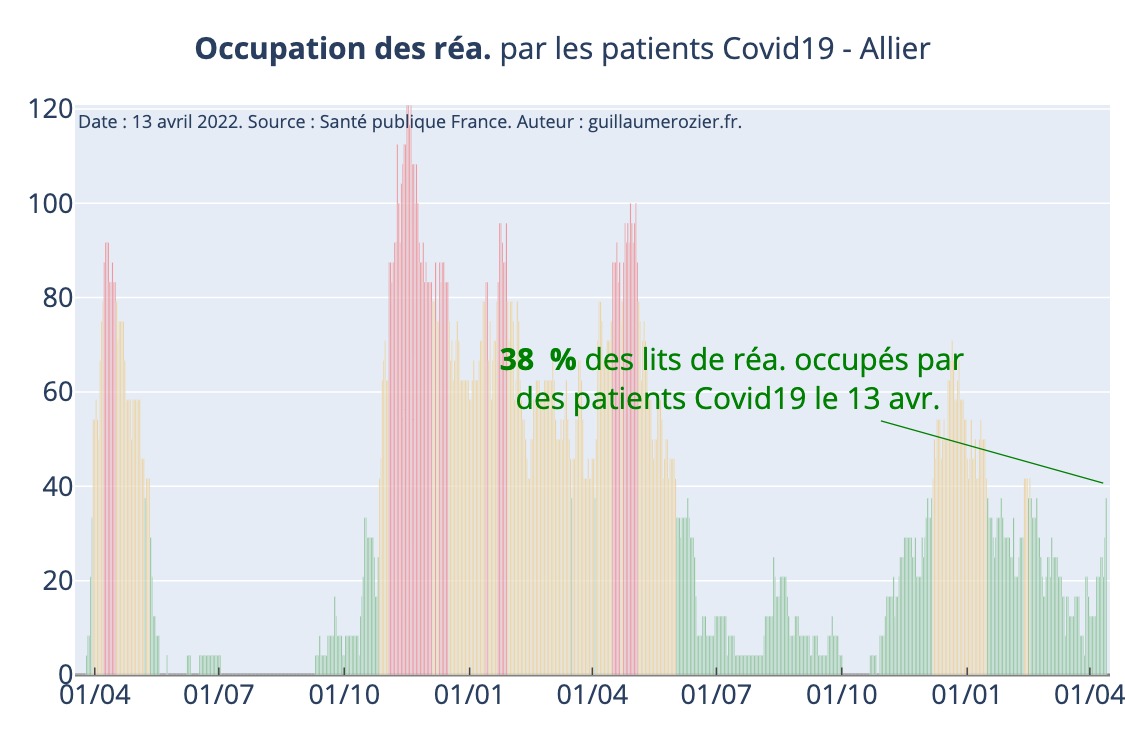 Occupation des réa. par les patients Covid19 - Allier
120
Date : 13 avril 2022. Source : Santé publique France. Auteur : guillaumerozier.fr.
100
80
38 % des lits de réa. occupés par
des patients Covid19 le 13 avr.
60
40
20
0
01/04 01/07 01/10 01/01 01/04 01/07 01/10 01/01 01/04